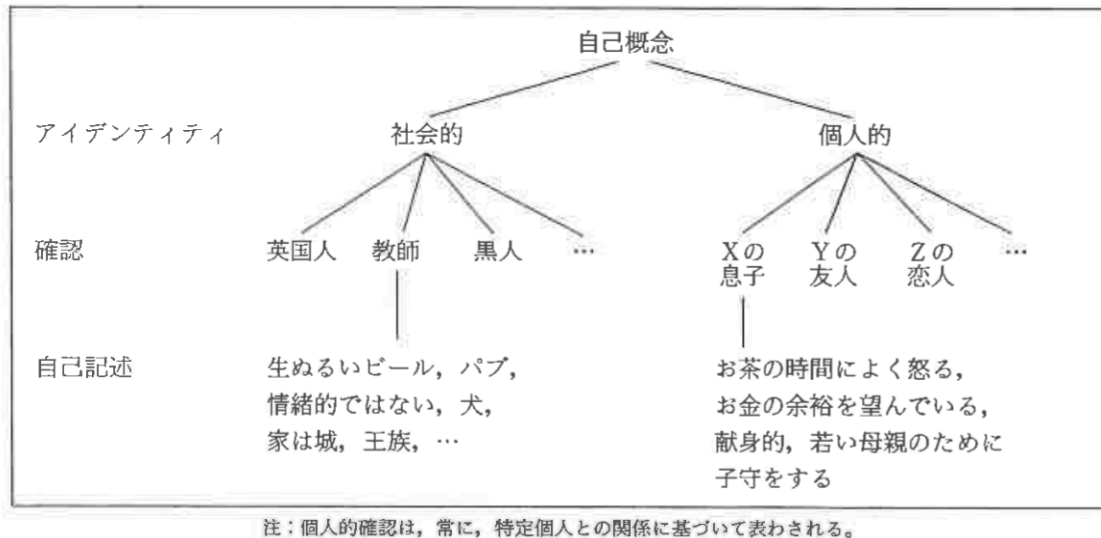 自己概念
アイデンティティ 社会的 個人的
確認 英国人 教師 黒人 … Xの息子 Yの友人 Zの恋人 …
自己記述
生ぬるいビール，パブ，
情緒的ではない，犬，
家は城，王族，…
お茶の時間によく怒る，
お金の余裕を望んでいる，
献身的，若い母親のために
子守をする
注：個人的確認は，常に，特定個人との関係に基づいて表わされる。